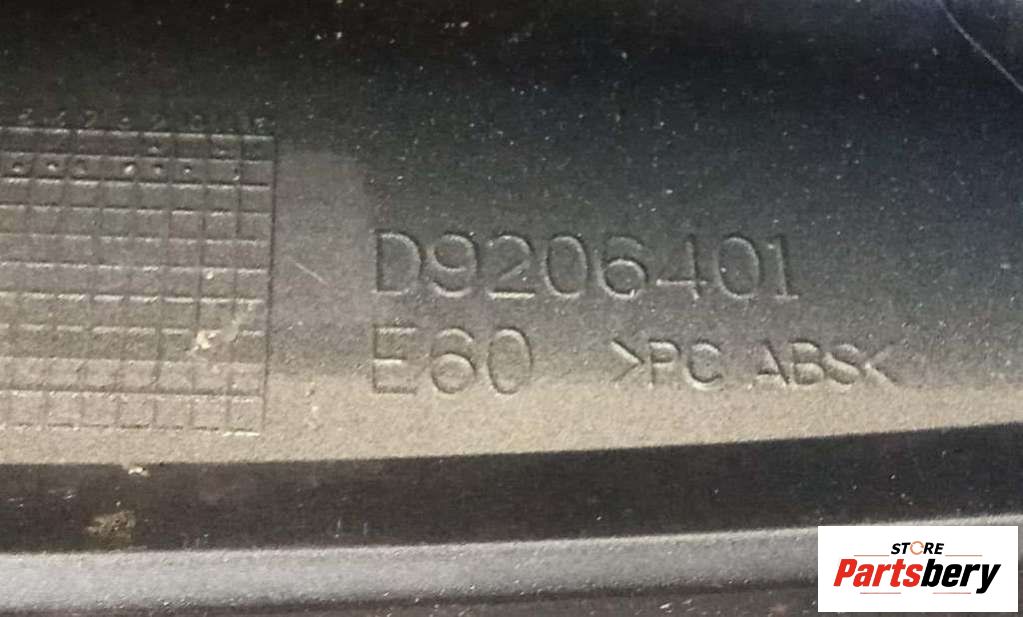 D9206401
E60 >PC ABS<
STORE
Partsbery